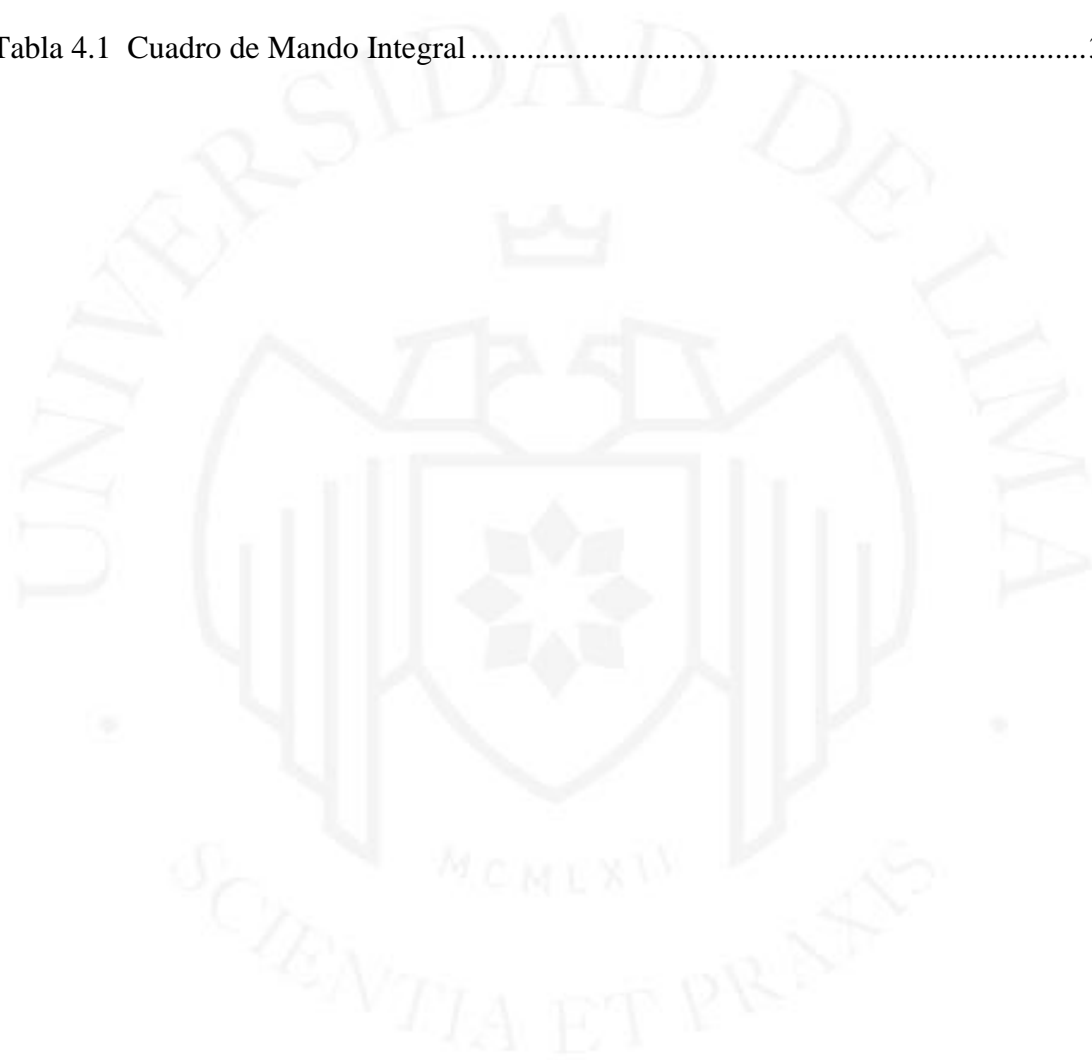 Tabla 4.1 Cuadro de Mando Integral ............................................................................
UNIVERSIDAD DE LIMA
MCMLXII
SCIENTIA ET PRAXIS